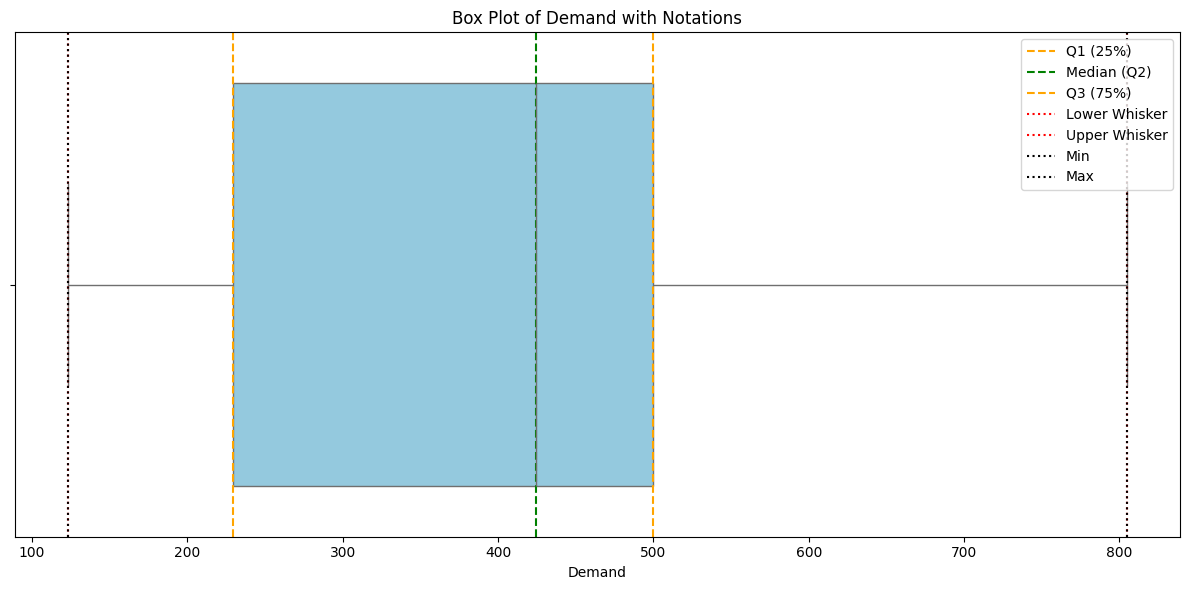 Box Plot of Demand with Notations
Q1 (25%)
Median (Q2)
Q3 (75%)
Lower Whisker
Upper Whisker
Min
Max
100 200 300 400 500 600 700 800
Demand